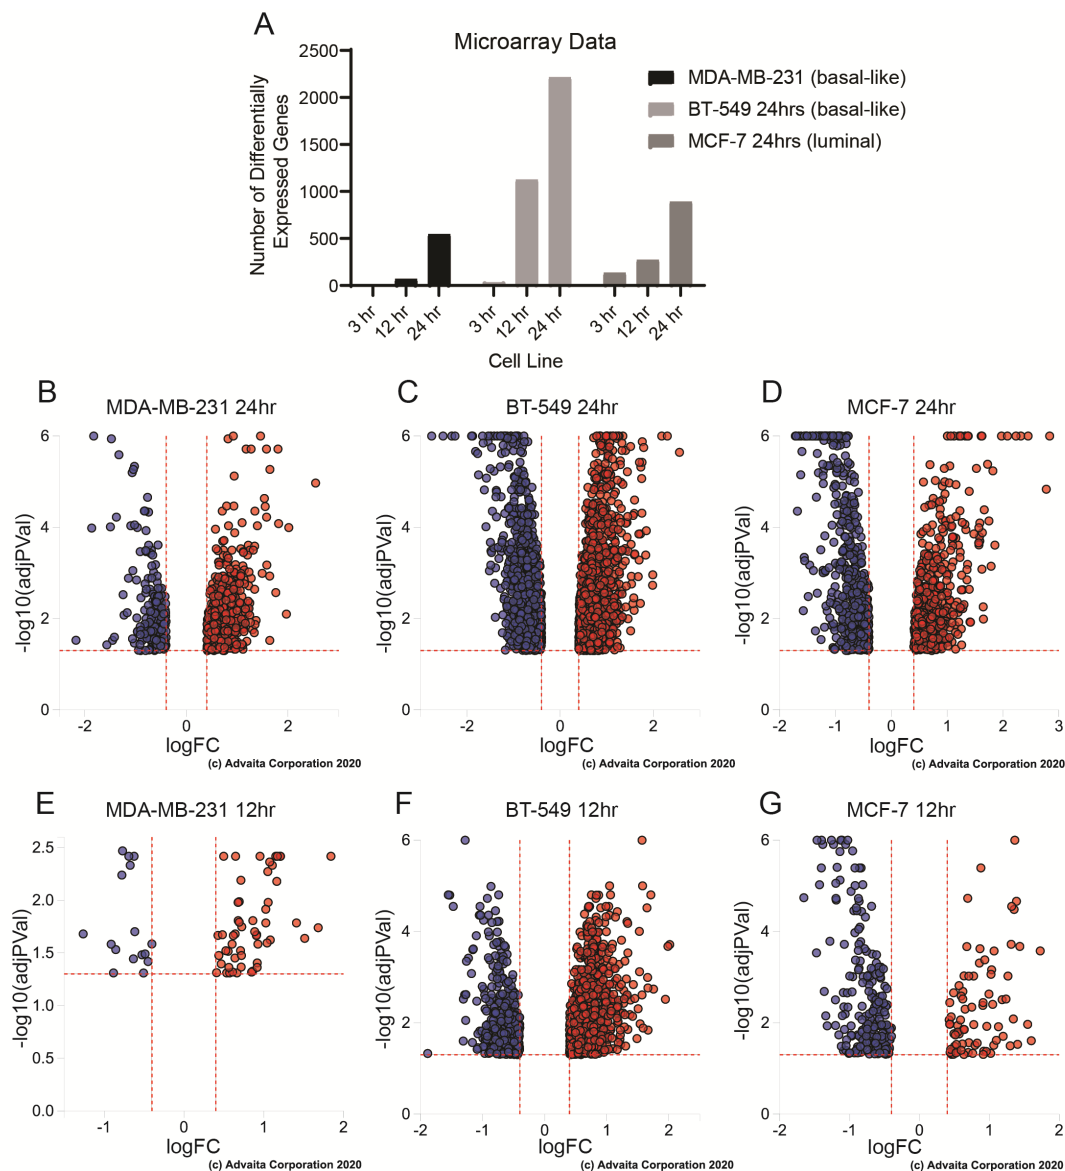 A
Microarray Data
Number of Differentially
Expressed Genes
2500
2000
1500
1000
500
0
3 hr
12 hr
24 hr
3 hr
12 hr
24 hr
3 hr
12 hr
24 hr
Cell Line
MDA-MB-231 (basal-like)
BT-549 24hrs (basal-like)
MCF-7 24hrs (luminal)
B
MDA-MB-231 24hr
-log10(adjPVal)
6
4
2
0
-2
0
2
logFC
(c) Advaita Corporation 2020
C
BT-549 24hr
-log10(adjPVal)
6
4
2
0
-2
0
2
logFC
(c) Advaita Corporation 2020
D
MCF-7 24hr
-log10(adjPVal)
6
4
2
0
-2
-1
0
1
2
3
logFC
(c) Advaita Corporation 2020
E
MDA-MB-231 12hr
-log10(adjPVal)
2.5
2.0
1.5
1.0
0.5
0.0
-1
0
1
2
logFC
(c) Advaita Corporation 2020
F
BT-549 12hr
-log10(adjPVal)
6
4
2
0
-2
-1
0
1
2
logFC
(c) Advaita Corporation 2020
G
MCF-7 12hr
-log10(adjPVal)
6
4
2
0
-2
-1
0
1
2
logFC
(c) Advaita Corporation 2020